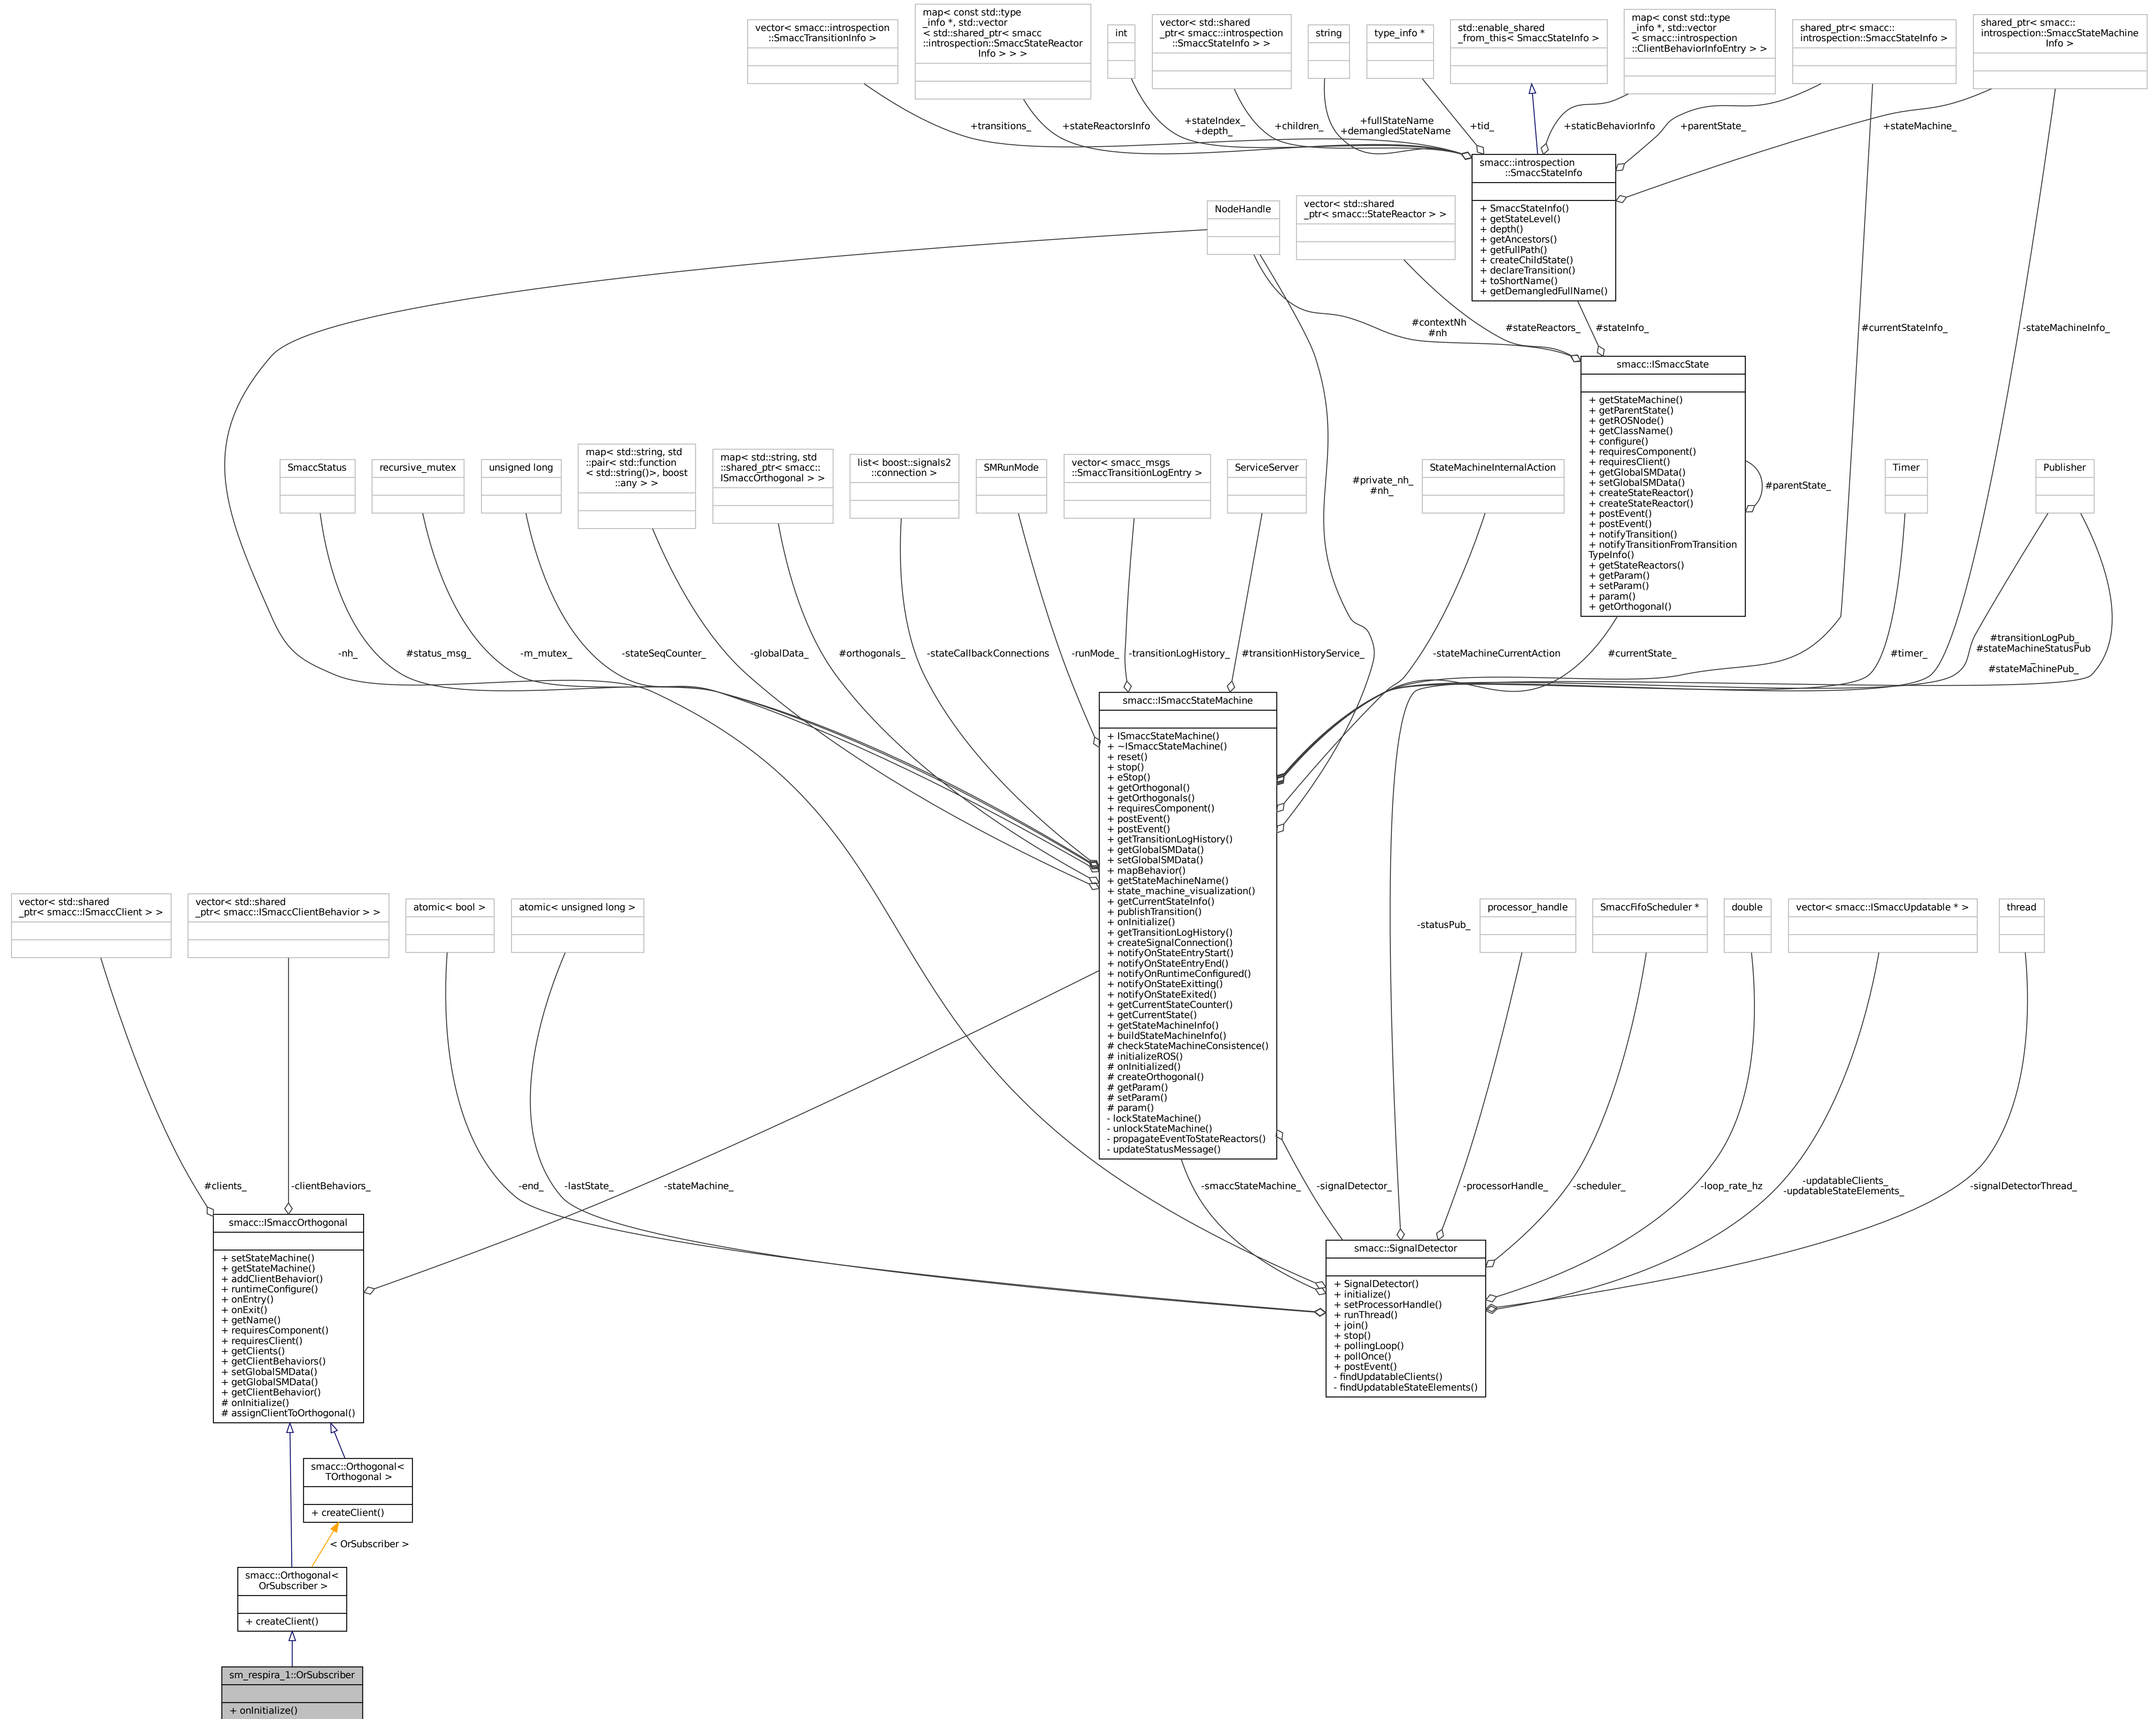 vector< smacc::introspection
::SmaccTransitionInfo >
map< const std::type
_info *, std::vector
< std::shared_ptr< smacc
::introspection::SmaccStateReactor
Info > > >
int
vector< std::shared
_ptr< smacc::introspection
::SmaccStateInfo > >
string
type_info *
std::enable_shared
_from_this< SmaccStateInfo >
map< const std::type
_info *, std::vector
< smacc::introspection
::ClientBehaviorInfoEntry > >
shared_ptr< smacc::
introspection::SmaccStateInfo >
shared_ptr< smacc::
introspection::SmaccStateMachine
Info >
+transitions_
+stateReactorsInfo
+stateIndex_
+depth_
+children_
+fullStateName
+demangledStateName
+tid_
+staticBehaviorInfo
+parentState_
+stateMachine_
smacc::introspection
::SmaccStateInfo
+ SmaccStateInfo()
+ getStateLevel()
+ depth()
+ getAncestors()
+ getFullPath()
+ createChildState()
+ declareTransition()
+ toShortName()
+ getDemangledFullName()
NodeHandle
vector< std::shared
_ptr< smacc::StateReactor > >
#contextNh
#nh
#stateReactors_
#stateInfo_
#currentStateInfo_
-stateMachineInfo_
smacc::ISmaccState
+ getStateMachine()
+ getParentState()
+ getROSNode()
+ getClassName()
+ configure()
+ requiresComponent()
+ requiresClient()
+ getGlobalSMData()
+ setGlobalSMData()
+ createStateReactor()
+ createStateReactor()
+ postEvent()
+ postEvent()
+ notifyTransition()
+ notifyTransitionFromTransition
TypeInfo()
+ getStateReactors()
+ getParam()
+ setParam()
+ param()
+ getOrthogonal()
#parentState_
SmaccStatus
recursive_mutex
unsigned long
map< std::string, std
::pair< std::function
< std::string()>, boost
::any > >
map< std::string, std
::shared_ptr< smacc::
ISmaccOrthogonal > >
list< boost::signals2
::connection >
SMRunMode
vector< smacc_msgs
::SmaccTransitionLogEntry >
ServiceServer
#private_nh_
#nh_
StateMachineInternalAction
Timer
Publisher
-nh_
#status_msg_
-m_mutex_
-stateSeqCounter_
-globalData_
#orthogonals_
-stateCallbackConnections
-runMode_
-transitionLogHistory_
#transitionHistoryService_
-stateMachineCurrentAction
#currentState_
#timer_
#transitionLogPub_
#stateMachineStatusPub
_
#stateMachinePub_
smacc::ISmaccStateMachine
+ ISmaccStateMachine()
+ ~ISmaccStateMachine()
+ reset()
+ stop()
+ eStop()
+ getOrthogonal()
+ getOrthogonals()
+ requiresComponent()
+ postEvent()
+ postEvent()
+ getTransitionLogHistory()
+ getGlobalSMData()
+ setGlobalSMData()
+ mapBehavior()
+ getStateMachineName()
+ state_machine_visualization()
+ getCurrentStateInfo()
+ publishTransition()
+ onInitialize()
+ getTransitionLogHistory()
+ createSignalConnection()
+ notifyOnStateEntryStart()
+ notifyOnStateEntryEnd()
+ notifyOnRuntimeConfigured()
+ notifyOnStateExitting()
+ notifyOnStateExited()
+ getCurrentStateCounter()
+ getCurrentState()
+ getStateMachineInfo()
+ buildStateMachineInfo()
# checkStateMachineConsistence()
# initializeROS()
# onInitialized()
# createOrthogonal()
# getParam()
# setParam()
# param()
- lockStateMachine()
- unlockStateMachine()
- propagateEventToStateReactors()
- updateStatusMessage()
vector< std::shared
_ptr< smacc::ISmaccClient > >
vector< std::shared
_ptr< smacc::ISmaccClientBehavior > >
atomic< bool >
atomic< unsigned long >
-statusPub_
processor_handle
SmaccFifoScheduler *
double
vector< smacc::ISmaccUpdatable * >
thread
#clients_
-clientBehaviors_
-end_
-lastState_
-stateMachine_
-smaccStateMachine_
-signalDetector_
-processorHandle_
-scheduler_
-loop_rate_hz
-updatableClients_
-updatableStateElements_
-signalDetectorThread_
smacc::ISmaccOrthogonal
+ setStateMachine()
+ getStateMachine()
+ addClientBehavior()
+ runtimeConfigure()
+ onEntry()
+ onExit()
+ getName()
+ requiresComponent()
+ requiresClient()
+ getClients()
+ getClientBehaviors()
+ setGlobalSMData()
+ getGlobalSMData()
+ getClientBehavior()
# onInitialize()
# assignClientToOrthogonal()
smacc::SignalDetector
+ SignalDetector()
+ initialize()
+ setProcessorHandle()
+ runThread()
+ join()
+ stop()
+ pollingLoop()
+ pollOnce()
+ postEvent()
- findUpdatableClients()
- findUpdatableStateElements()
smacc::Orthogonal<
TOrthogonal >
+ createClient()
< OrSubscriber >
smacc::Orthogonal<
OrSubscriber >
+ createClient()
sm_respira_1::OrSubscriber
+ onInitialize()